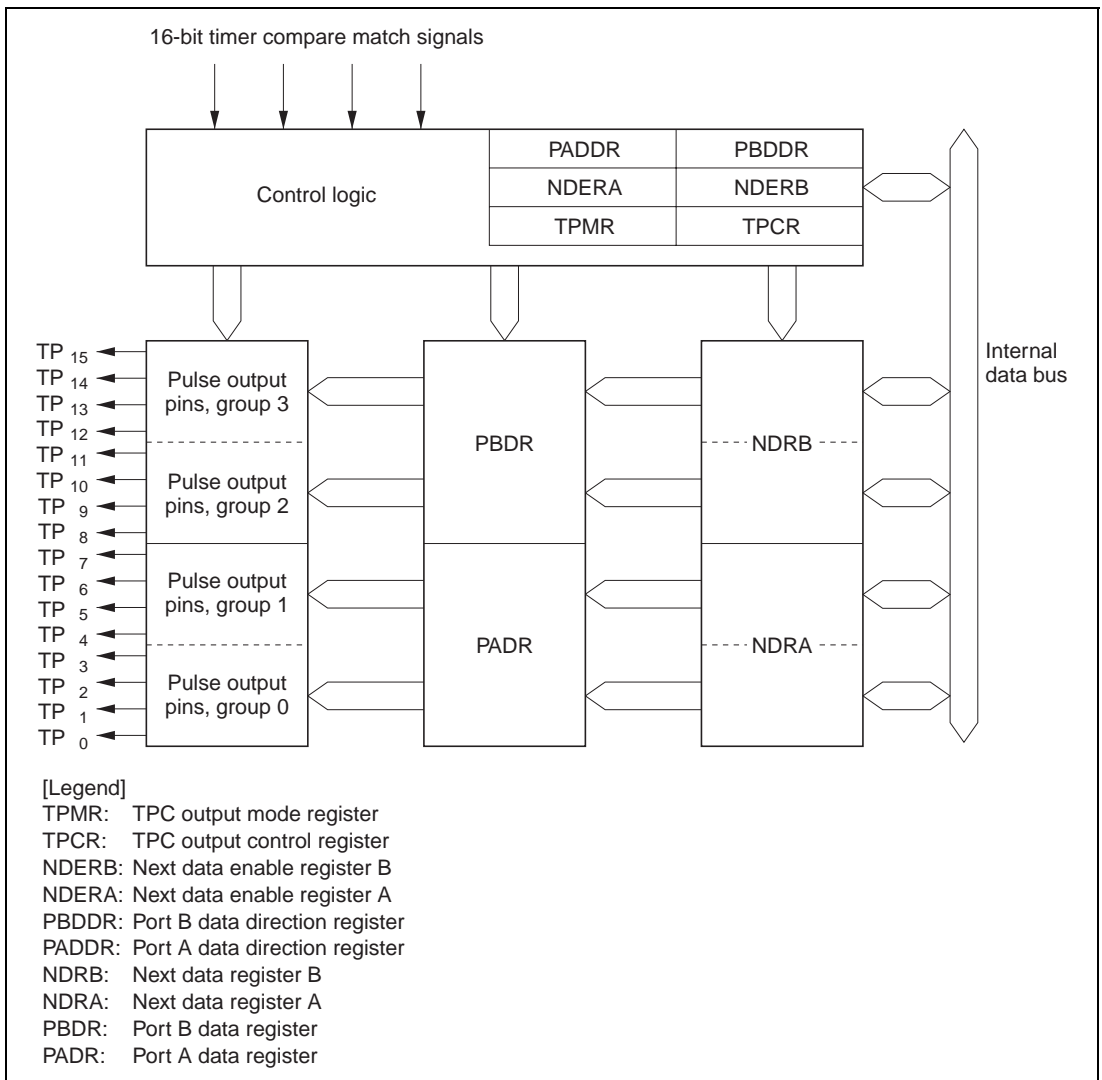 16-bit timer compare match signals
Control logic
PADDR PBDDR
NDERA NDERB
TPMR TPCR
Internal
data bus
TP 15
TP 14
TP 13
TP 12
TP 11
TP 10
TP 9
TP 8
TP 7
TP 6
TP 5
TP 4
TP 3
TP 2
TP 1
TP 0
Pulse output
pins, group 3
Pulse output
pins, group 2
Pulse output
pins, group 1
Pulse output
pins, group 0
PBDR
PADR
NDRB
NDRA
[Legend]
TPMR: TPC output mode register
TPCR: TPC output control register
NDERB: Next data enable register B
NDERA: Next data enable register A
PBDDR: Port B data direction register
PADDR: Port A data direction register
NDRB: Next data register B
NDRA: Next data register A
PBDR: Port B data register
PADR: Port A data register